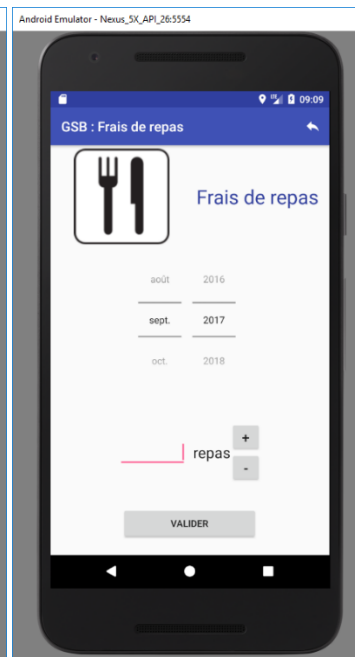 Android Emulator - Nexus_5X_API_26:5554
09:09
GSB : Frais de repas
Frais de repas
août 2016
sept. 2017
oct. 2018
repas
+
-
VALIDER